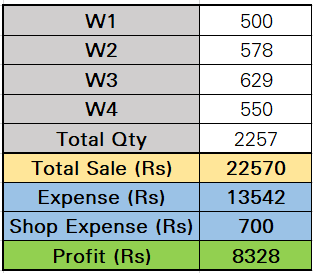 W1 500
W2 578
W3 629
W4 550
Total Qty 2257
Total Sale (Rs) 22570
Expense (Rs) 13542
Shop Expense (Rs) 700
Profit (Rs) 8328